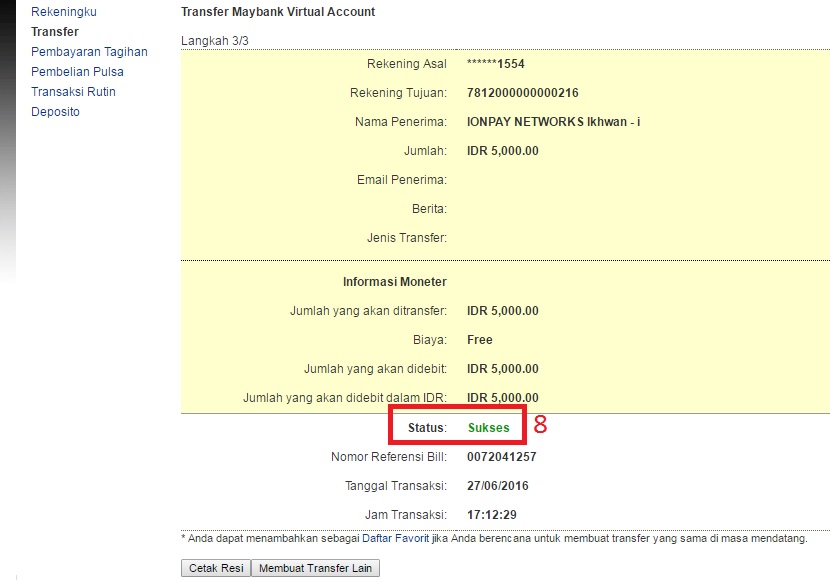 Rekeningku
Transfer
Pembayaran Tagihan
Pembelian Pulsa
Transaksi Rutin
Deposito
Transfer Maybank Virtual Account
Langkah 3/3
Rekening Asal ******1554
Rekening Tujuan: 7812000000000216
Nama Penerima: IONPAY NETWORKS Ikhwan - i
Jumlah: IDR 5,000.00
Email Penerima:
Berita:
Jenis Transfer:
Informasi Moneter
Jumlah yang akan ditransfer: IDR 5,000.00
Biaya: Free
Jumlah yang akan didebit: IDR 5,000.00
Jumlah yang akan didebit dalam IDR: IDR 5,000.00
Status: Sukses 8
Nomor Referensi Bill: 0072041257
Tanggal Transaksi: 27/06/2016
Jam Transaksi: 17:12:29
* Anda dapat menambahkan sebagai Daftar Favorit jika Anda berencana untuk membuat transfer yang sama di masa mendatang.
Cetak Resi Membuat Transfer Lain